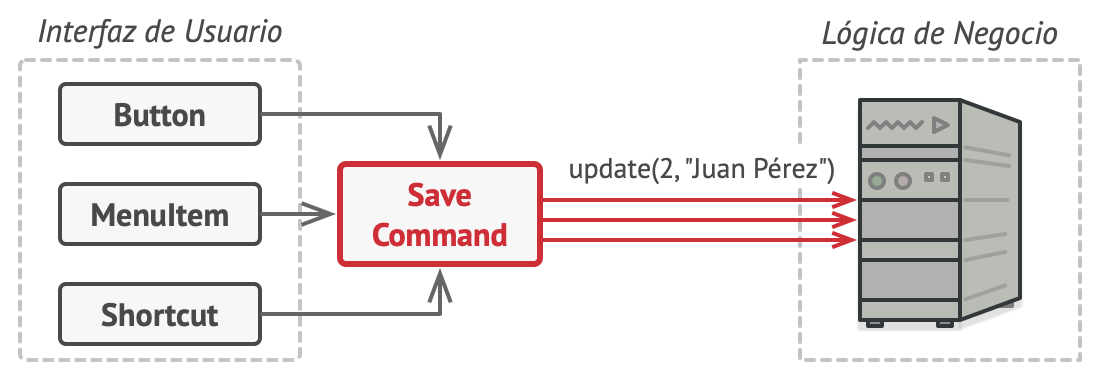 Interfaz de Usuario
Lógica de Negocio
Button
MenuItem
Shortcut
Save
Command
update(2, "Juan Pérez")